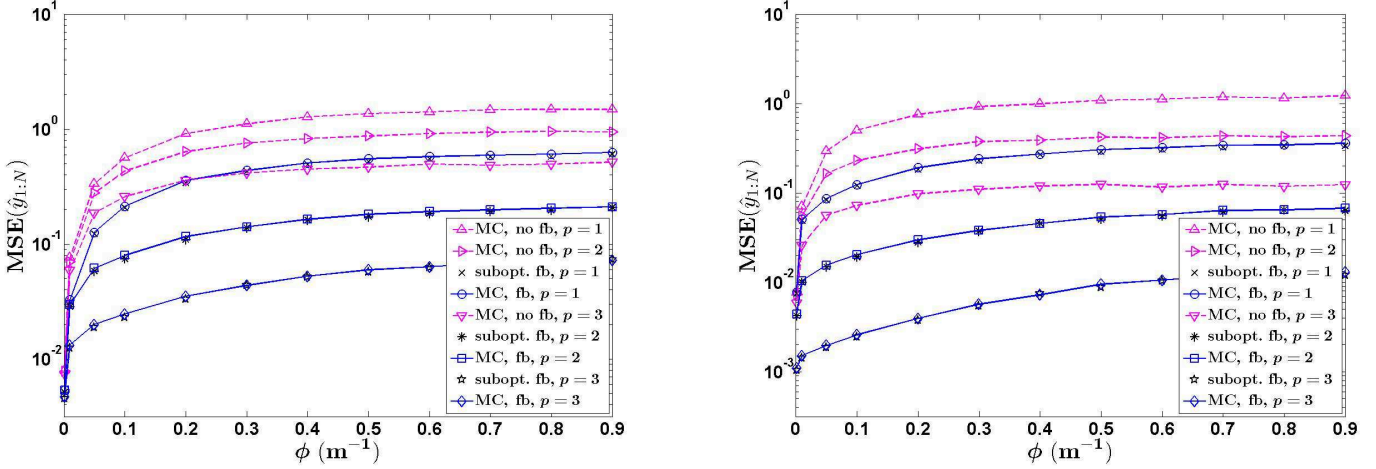 10^1
10^0
10^-1
10^-2
MSE(ŷ_{1:N})
0 0.1 0.2 0.3 0.4 0.5 0.6 0.7 0.8 0.9
ϕ (m^{-1})
MC, no fb, p = 1
MC, no fb, p = 2
subopt. fb, p = 1
MC, fb, p = 1
MC, no fb, p = 3
subopt. fb, p = 2
MC, fb, p = 2
subopt. fb, p = 3
MC, fb, p = 3
10^1
10^0
10^-1
10^-2
10^-3
MSE(ŷ_{1:N})
0 0.1 0.2 0.3 0.4 0.5 0.6 0.7 0.8 0.9
ϕ (m^{-1})
MC, no fb, p = 1
MC, no fb, p = 2
subopt. fb, p = 1
MC, fb, p = 1
MC, no fb, p = 3
subopt. fb, p = 2
MC, fb, p = 2
subopt. fb, p = 3
MC, fb, p = 3